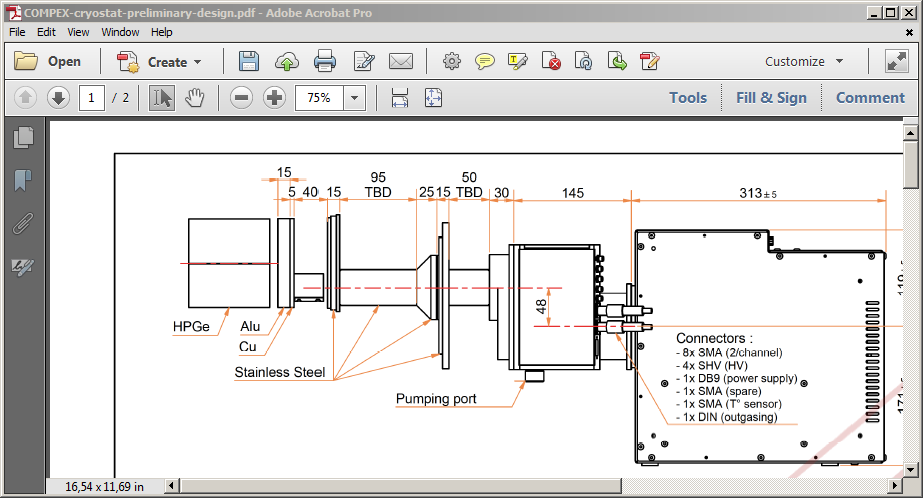 COMPEX-cryostat-preliminary-design.pdf - Adobe Acrobat Pro
File Edit View Window Help
Open Create Customize
1 / 2 75% Tools Fill & Sign Comment
15
95 50
5 40 15 TBD 25 15 TBD 30 145 313 ±5
48
HPGe Alu
Cu
Stainless Steel
Pumping port
Connectors :
- 8x SMA (2/channel)
- 4x SHV (HV)
- 1x DB9 (power supply)
- 1x SMA (spare)
- 1x SMA (T° sensor)
- 1x DIN (outgasing)
16,54 x 11,69 in